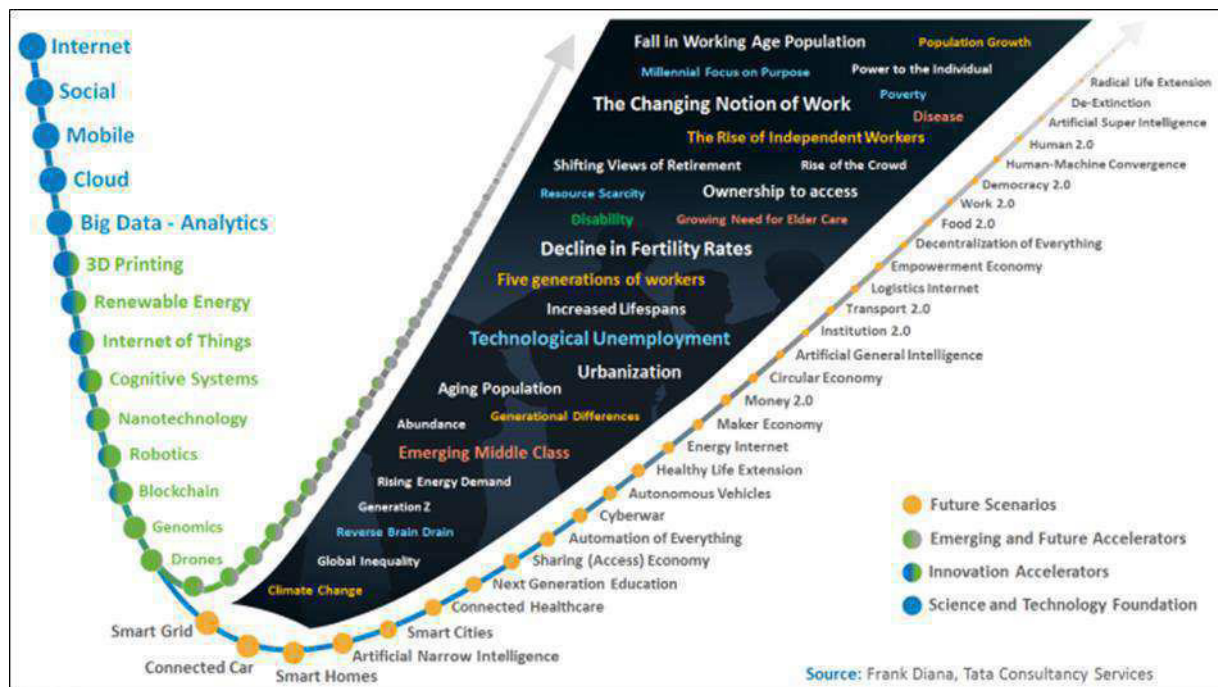 Internet
Social
Mobile
Cloud
Big Data - Analytics
3D Printing
Renewable Energy
Internet of Things
Cognitive Systems
Nanotechnology
Robotics
Blockchain
Genomics
Drones
Fall in Working Age Population
Population Growth
Millennial Focus on Purpose
Power to the Individual
The Changing Notion of Work
Poverty
Disease
The Rise of Independent Workers
Shifting Views of Retirement
Rise of the Crowd
Resource Scarcity
Ownership to access
Disability
Growing Need for Elder Care
Decline in Fertility Rates
Five generations of workers
Increased Lifespans
Technological Unemployment
Urbanization
Aging Population
Abundance
Generational Differences
Emerging Middle Class
Rising Energy Demand
Generation Z
Reverse Brain Drain
Global Inequality
Climate Change
Radical Life Extension
De-Extinction
Artificial Super Intelligence
Human 2.0
Human-Machine Convergence
Democracy 2.0
Work 2.0
Food 2.0
Decentralization of Everything
Empowerment Economy
Logistics Internet
Transport 2.0
Institution 2.0
Artificial General Intelligence
Circular Economy
Money 2.0
Maker Economy
Energy Internet
Healthy Life Extension
Autonomous Vehicles
Cyberwar
Automation of Everything
Sharing (Access) Economy
Next Generation Education
Connected Healthcare
Smart Cities
Artificial Narrow Intelligence
Smart Homes
Connected Car
Smart Grid
Future Scenarios
Emerging and Future Accelerators
Innovation Accelerators
Science and Technology Foundation
Source: Frank Diana, Tata Consultancy Services